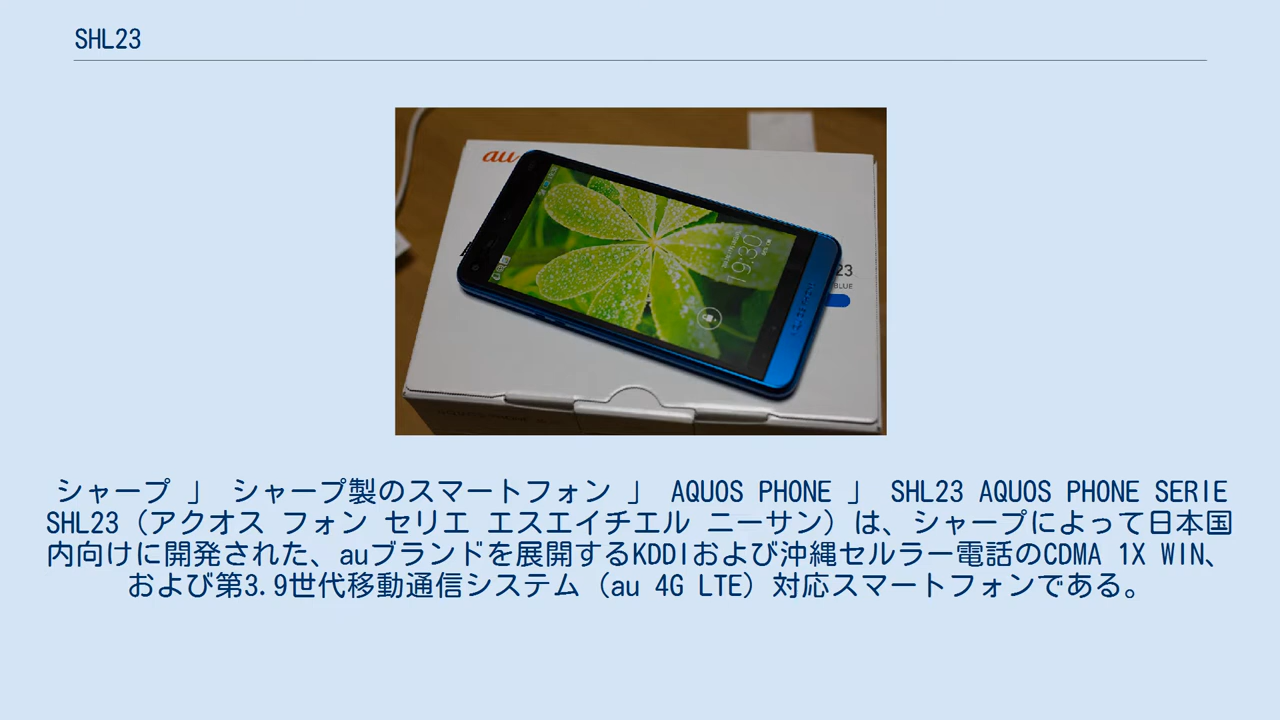 SHL23
au
19:30
23
BLUE
シャープ 」 シャープ製のスマートフォン 」 AQUOS PHONE 」 SHL23 AQUOS PHONE SERIE
SHL23（アクオス フォン セリエ エスエイチエル ニーサン）は、シャープによって日本国
内向けに開発された、auブランドを展開するKDDIおよび沖縄セルラー電話のCDMA 1X WIN、
および第3.9世代移動通信システム（au 4G LTE）対応スマートフォンである。